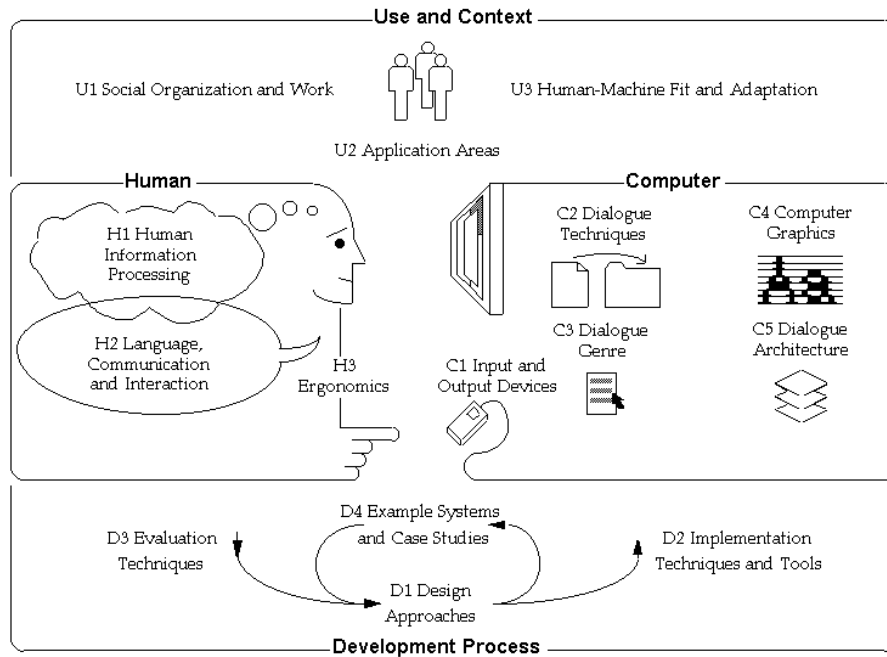 Use and Context
U1 Social Organization and Work
U3 Human-Machine Fit and Adaptation
U2 Application Areas
Human
H1 Human
Information
Processing
H2 Language,
Communication
and Interaction
H3
Ergonomics
Computer
C2 Dialogue
Techniques
C4 Computer
Graphics
C3 Dialogue
Genre
C5 Dialogue
Architecture
C1 Input and
Output Devices
D4 Example Systems
and Case Studies
D3 Evaluation
Techniques
D2 Implementation
Techniques and Tools
D1 Design
Approaches
Development Process